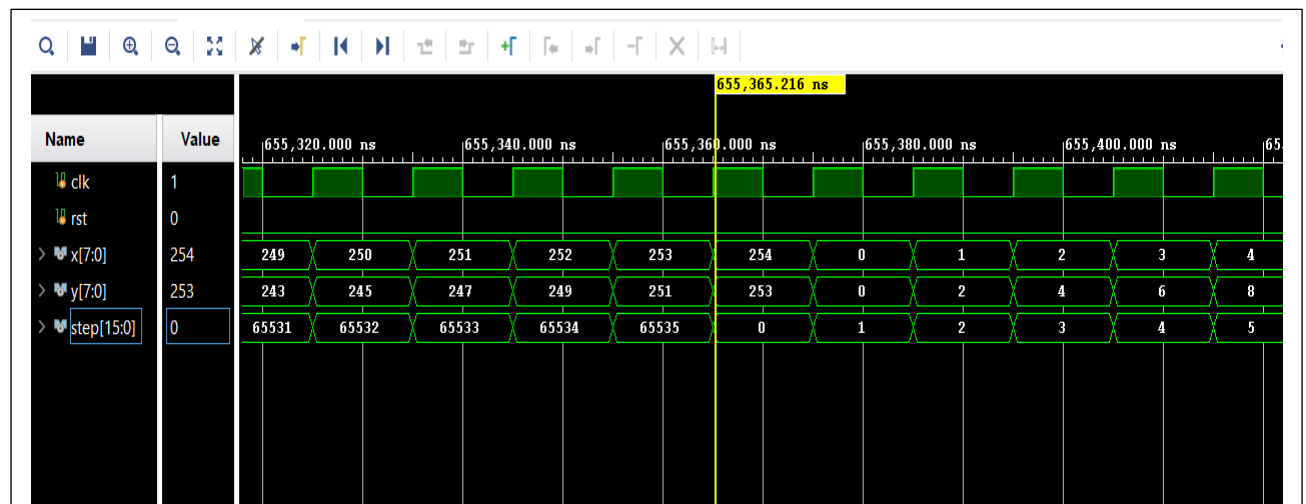 655,365.216 ns
Name Value 655,320.000 ns 655,340.000 ns 655,360.000 ns 655,380.000 ns 655,400.000 ns 65
clk 1
rst 0
x[7:0] 254 249 250 251 252 253 254 0 1 2 3 4
y[7:0] 253 243 245 247 249 251 253 0 2 4 6 8
step[15:0] 0 65531 65532 65533 65534 65535 0 1 2 3 4 5